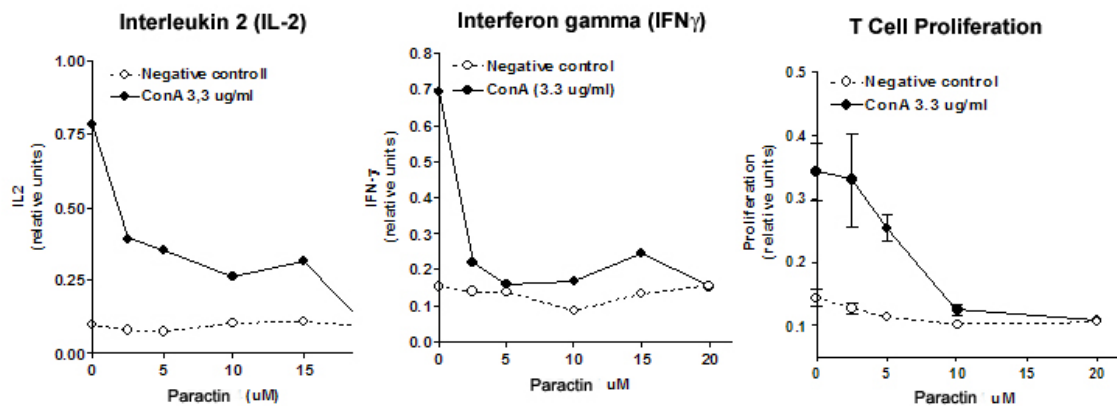 Interleukin 2 (IL-2)
1.00
0.75
0.50
0.25
0.00
IL2
(relative units)
Negative controll
ConA 3,3 ug/ml
0
5
10
15
Paractin (uM)
Interferon gamma (IFNγ)
0.8
0.7
0.6
0.5
0.4
0.3
0.2
0.1
0.0
IFN-γ
(relative units)
Negative control
ConA (3.3 ug/ml)
0
5
10
15
20
Paractin uM
T Cell Proliferation
0.5
0.4
0.3
0.2
0.1
Proliferation
(relative units)
Negative control
ConA 3.3 ug/ml
0
5
10
15
20
Paractin uM